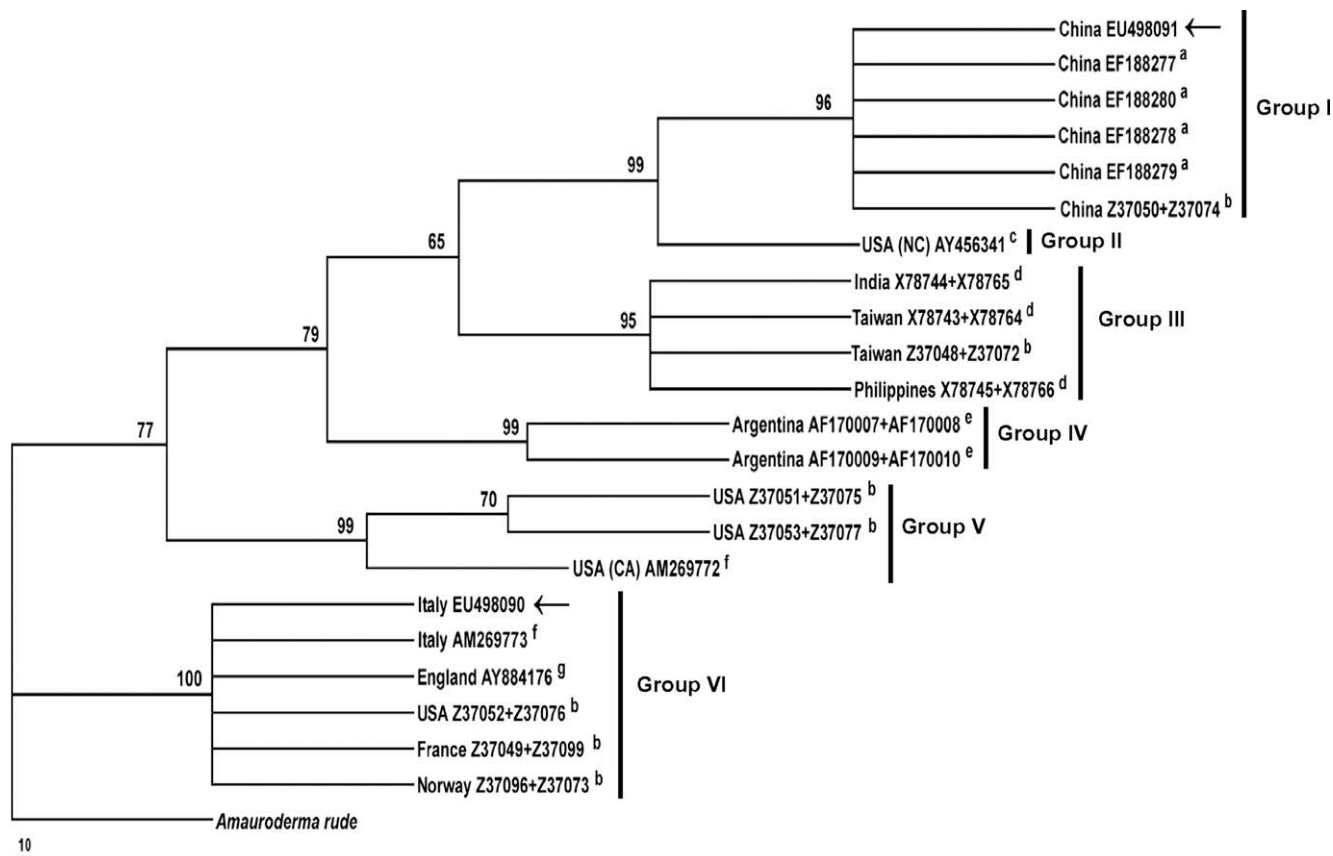 China EU498091 ←
China EF188277 a
96
China EF188280 a
Group I
China EF188278 a
99
China EF188279 a
China Z37050+Z37074 b
65
USA (NC) AY456341 c
Group II
India X78744+X78765 d
95
Taiwan X78743+X78764 d
Group III
79
Taiwan Z37048+Z37072 b
Philippines X78745+X78766 d
77
99
Argentina AF170007+AF170008 e
Group IV
Argentina AF170009+AF170010 e
70
USA Z37051+Z37075 b
99
USA Z37053+Z37077 b
Group V
USA (CA) AM269772 f
Italy EU498090 ←
Italy AM269773 f
100
England AY884176 g
Group VI
USA Z37052+Z37076 b
France Z37049+Z37099 b
Norway Z37096+Z37073 b
Amauroderma rude
10